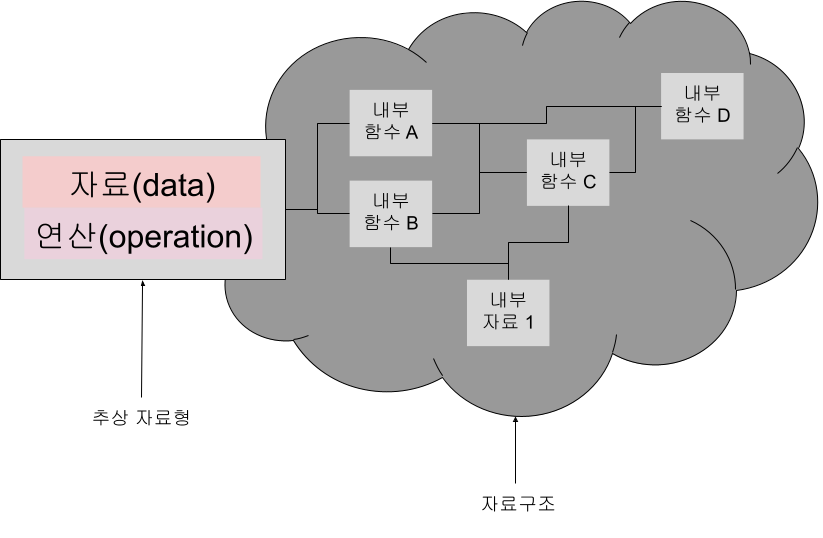 내부
함수 A
내부
함수 D
내부
함수 C
자료(data)
연산(operation)
내부
함수 B
내부
자료 1
추상 자료형
자료구조